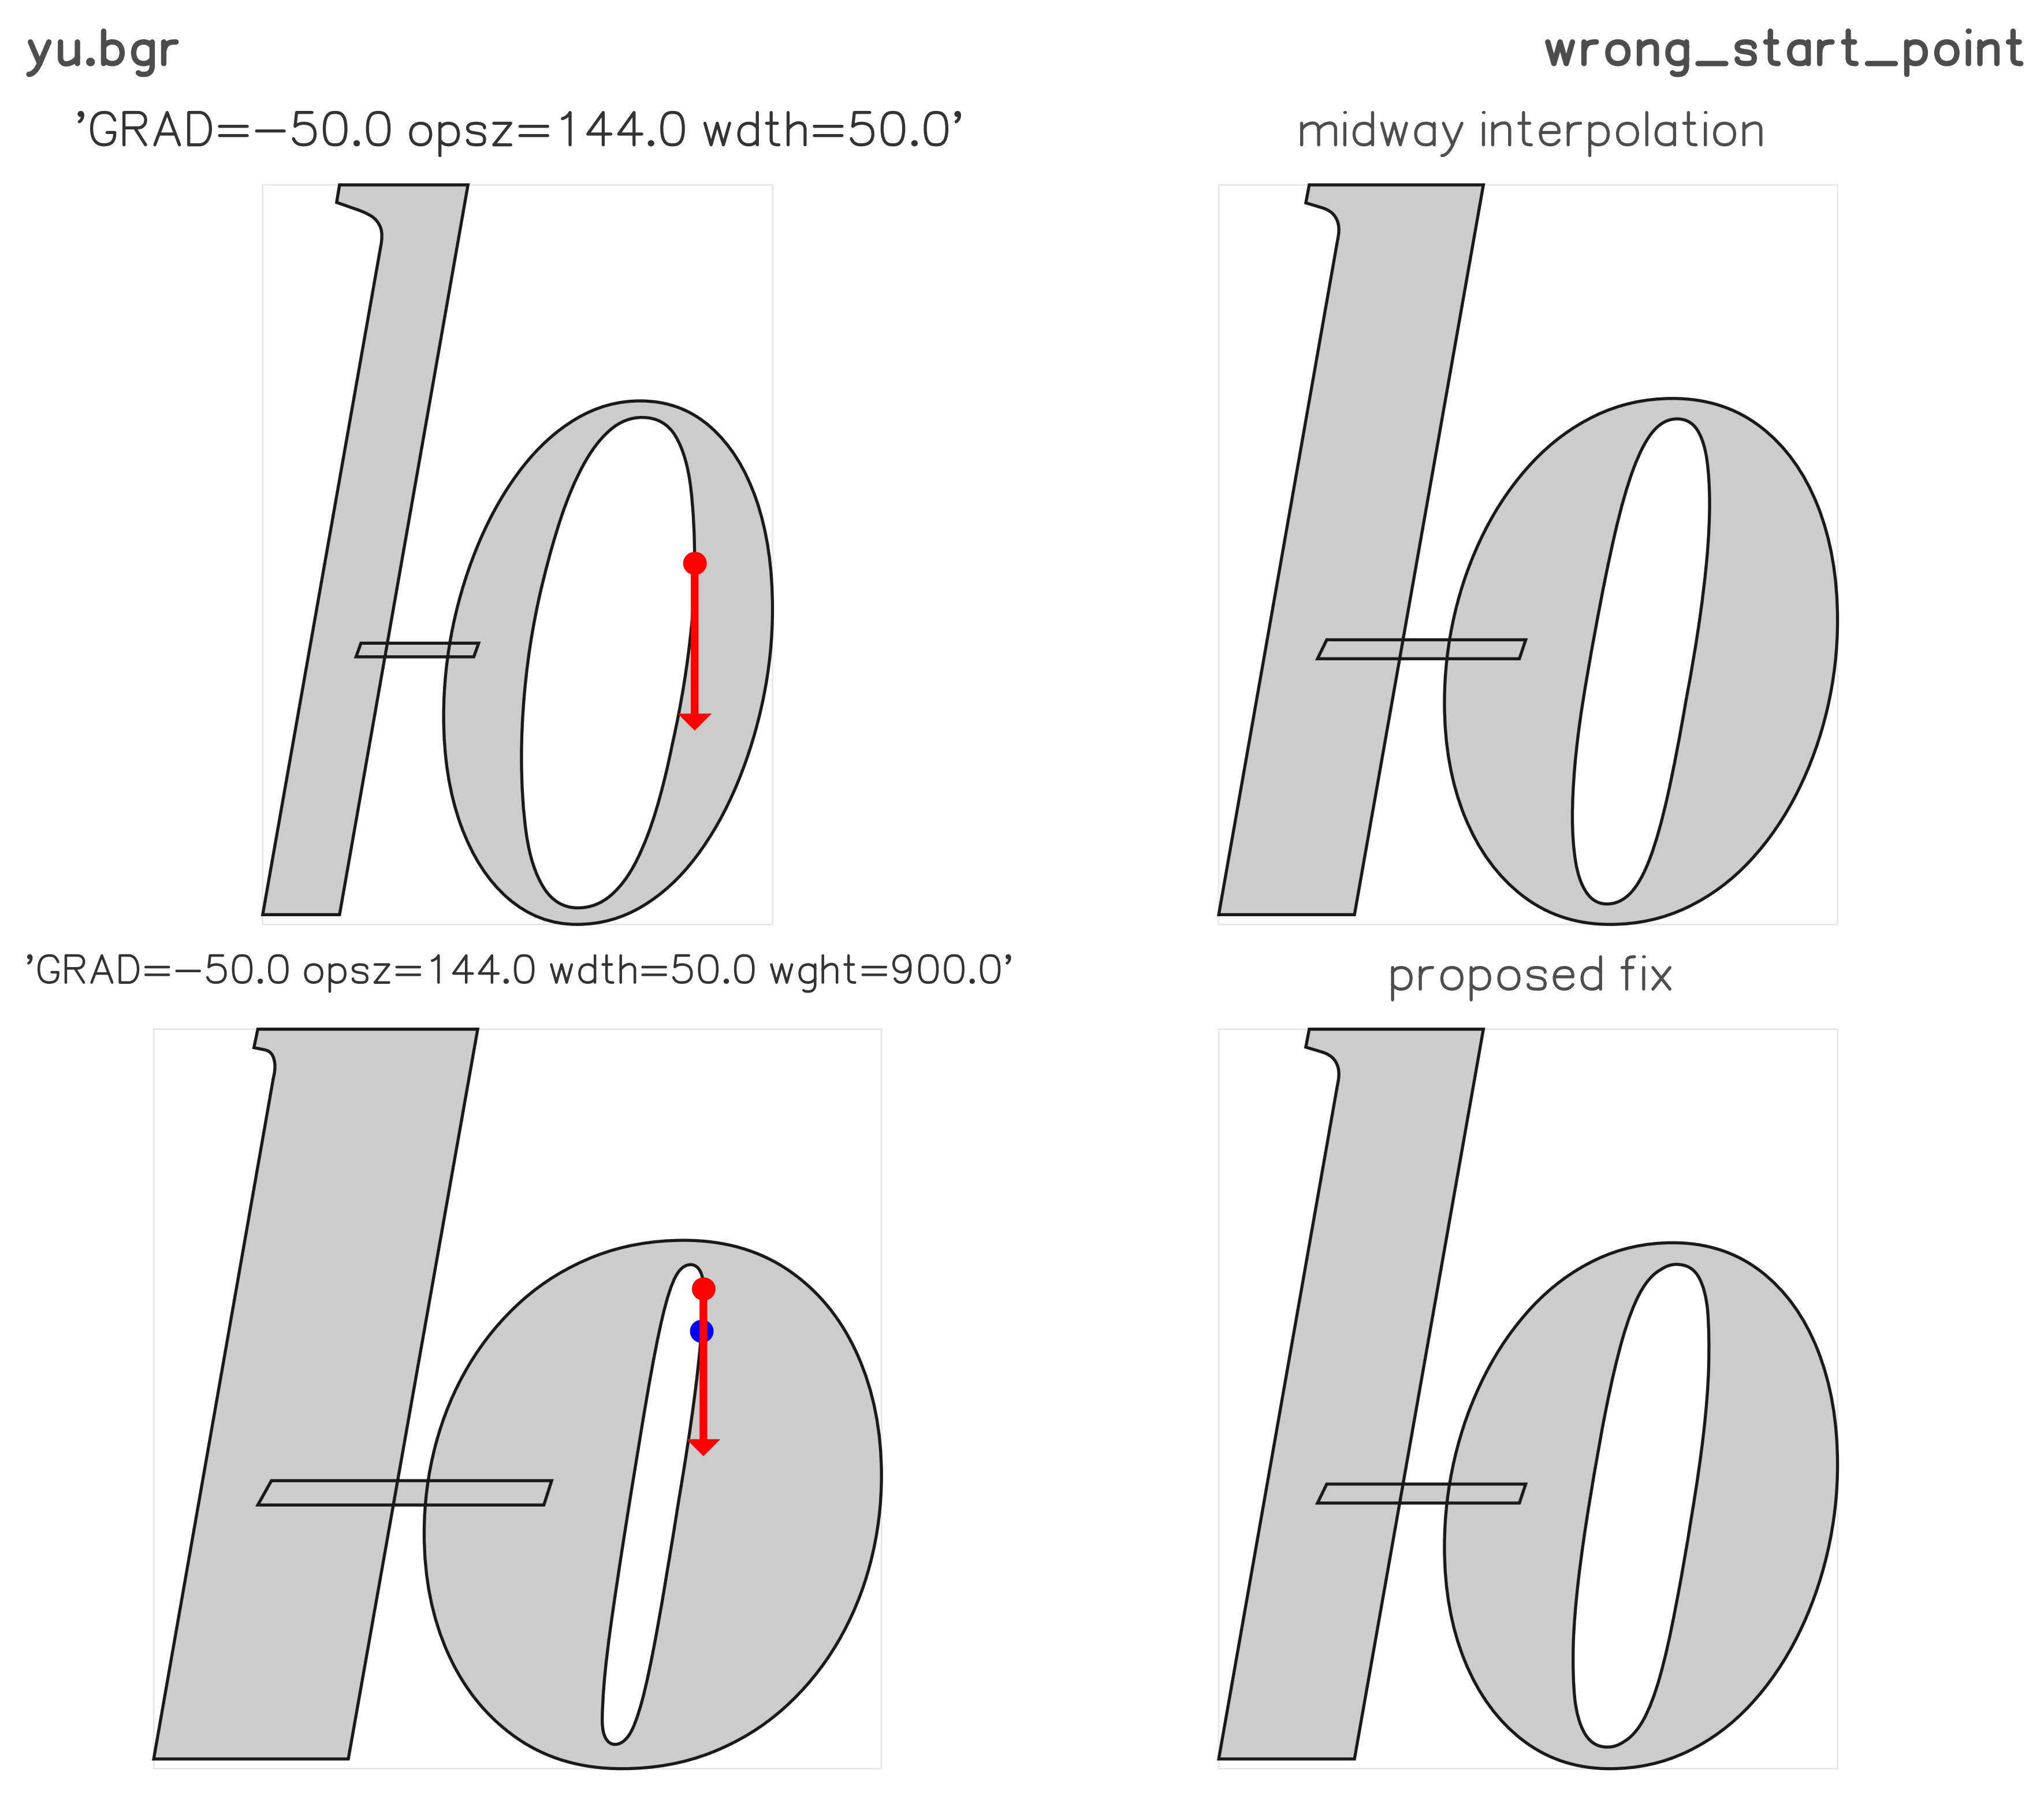 yu.bgr
wrong_start_point
'GRAD=-50.0 opsz=144.0 wdth=50.0'
midway interpolation
'GRAD=-50.0 opsz=144.0 wdth=50.0 wght=900.0'
proposed fix